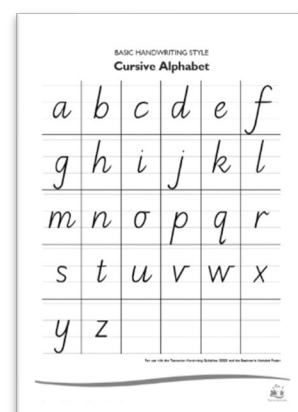 BASIC HANDWRITING STYLE
Cursive Alphabet
a b c d e f
g h i j k l
m n o p q r
s t u v w x
y z